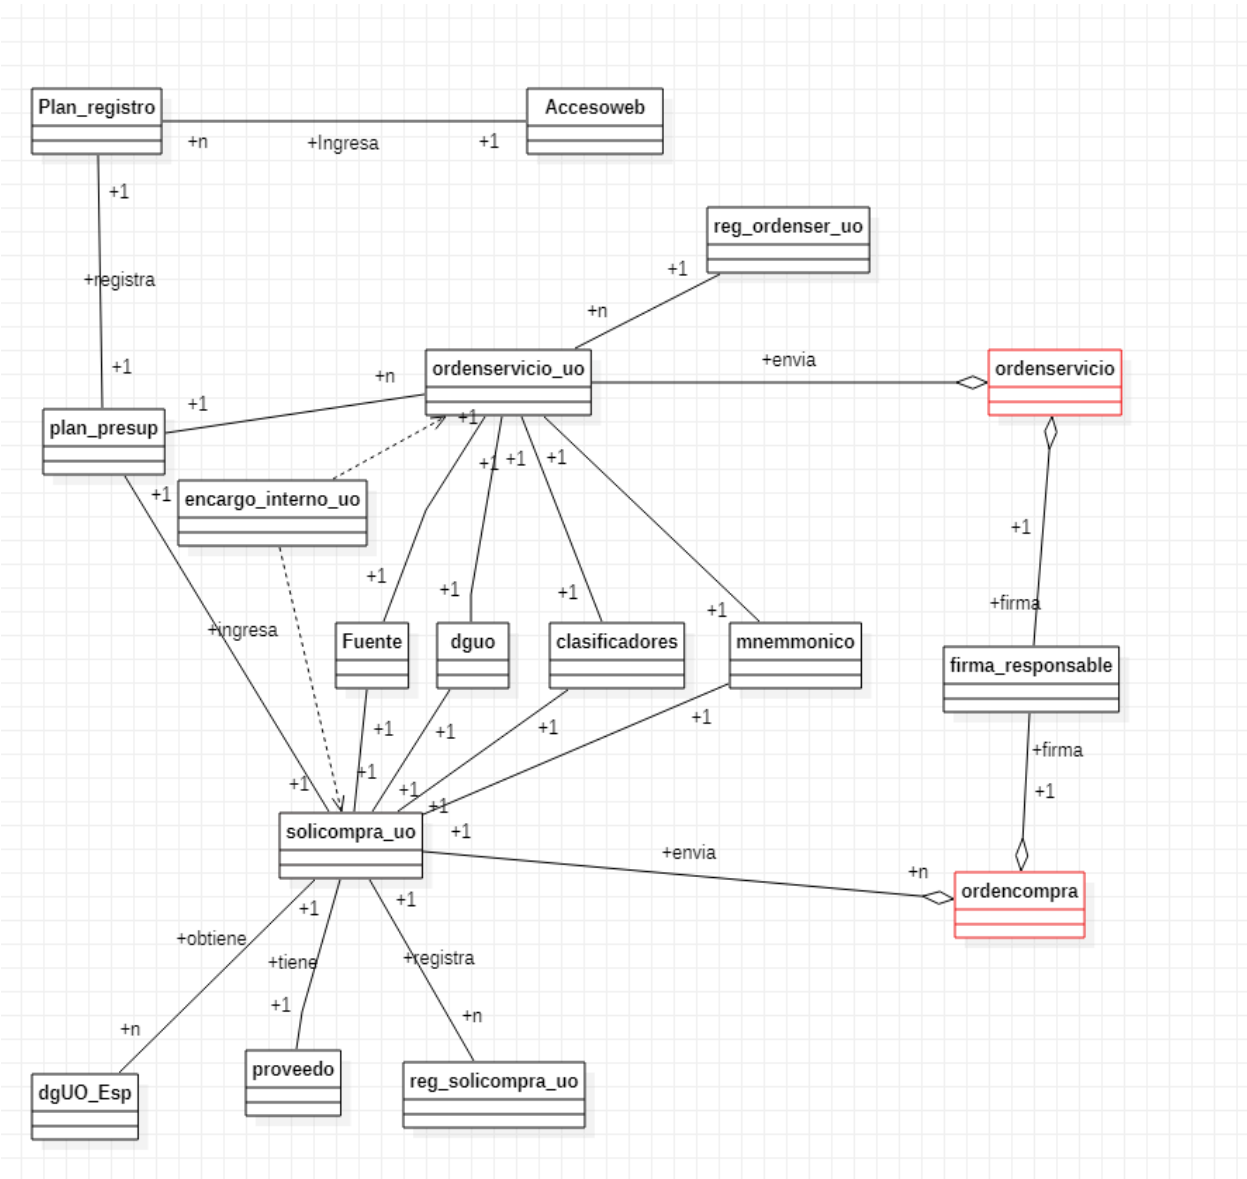 Plan_registro
Accesoweb
+n
+Ingresa
+1
+1
reg_ordenser_uo
+1
+registra
+n
+envia
+1
+n
ordenservicio_uo
ordenservicio
+1
plan_presup
+1
+1
+1
+1
+1
encargo_interno_uo
+1
+1
+1
+1
+1
+firma
+1
+ingresa
Fuente
dguo
clasificadores
mnemmonico
firma_responsable
+1
+1
+1
+1
+firma
+1
+1
+1
+1
+1
solicompra_uo
+1
+envia
+n
ordencompra
+1
+1
+obtiene
+tiene
+registra
+1
+n
+n
proveedo
reg_solicompra_uo
dgUO_Esp